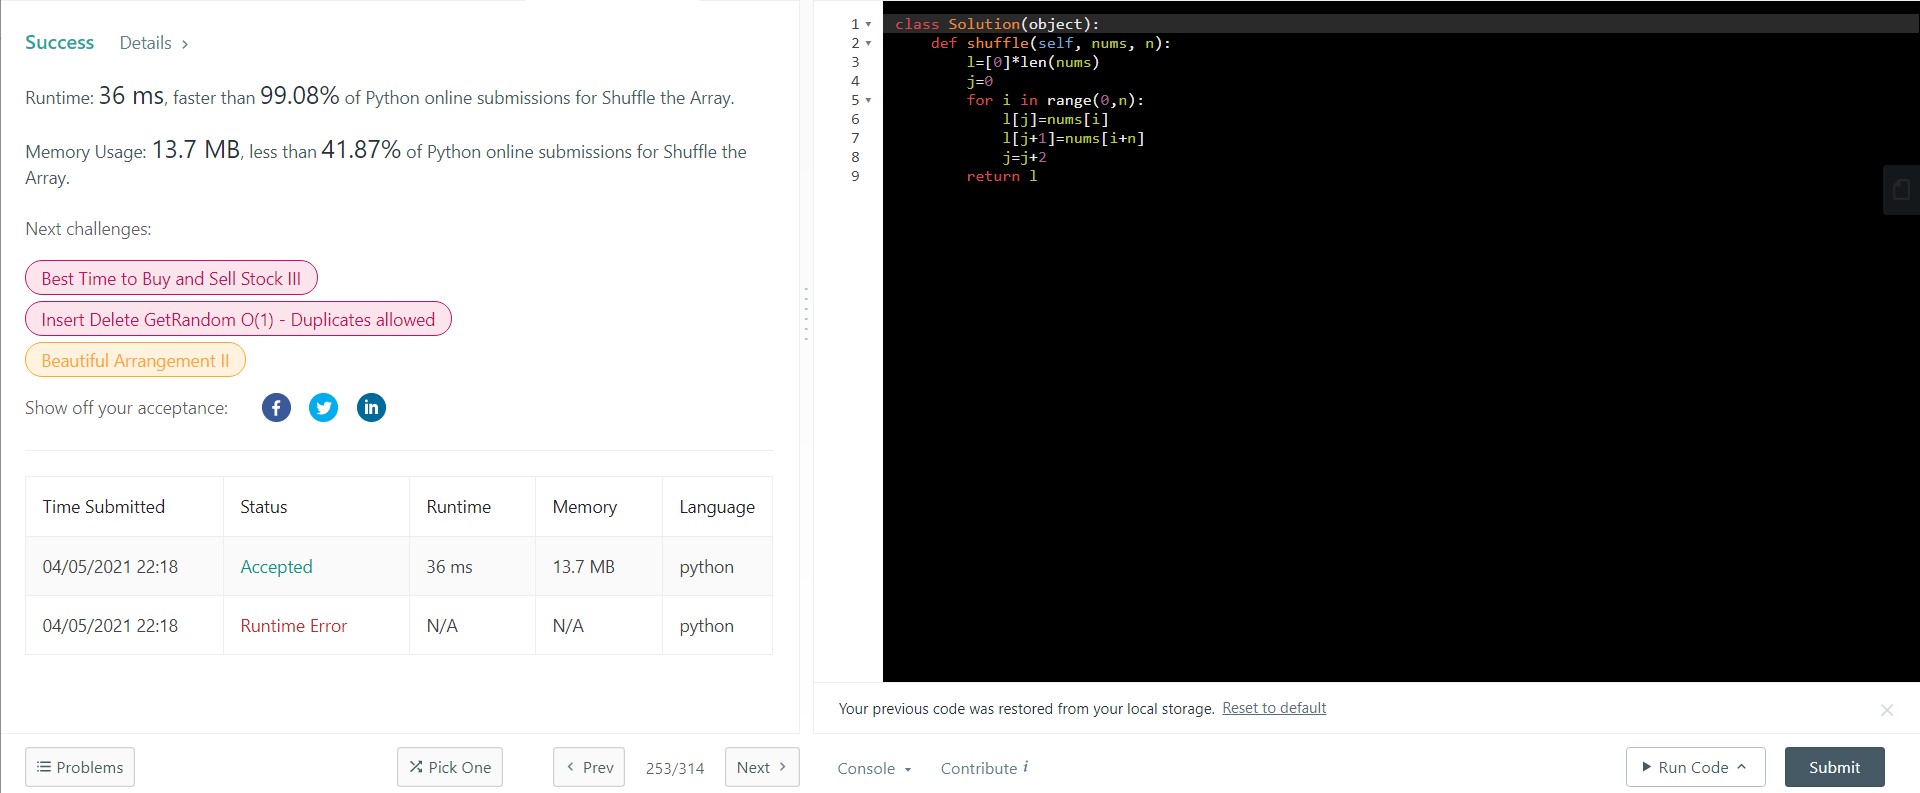 Success Details >
Runtime: 36 ms, faster than 99.08% of Python online submissions for Shuffle the Array.
Memory Usage: 13.7 MB, less than 41.87% of Python online submissions for Shuffle the
Array.
Next challenges:
Best Time to Buy and Sell Stock III
Insert Delete GetRandom O(1) - Duplicates allowed
Beautiful Arrangement II
Show off your acceptance: f in
Time Submitted Status Runtime Memory Language
04/05/2021 22:18 Accepted 36 ms 13.7 MB python
04/05/2021 22:18 Runtime Error N/A N/A python
Problems Pick One < Prev 253/314 Next >
1 class Solution(object):
2     def shuffle(self, nums, n):
3         l=[0]*len(nums)
4         j=0
5         for i in range(0,n):
6             l[j]=nums[i]
7             l[j+1]=nums[i+n]
8             j=j+2
9         return l
Your previous code was restored from your local storage. Reset to default
Console Contribute i Run Code Submit